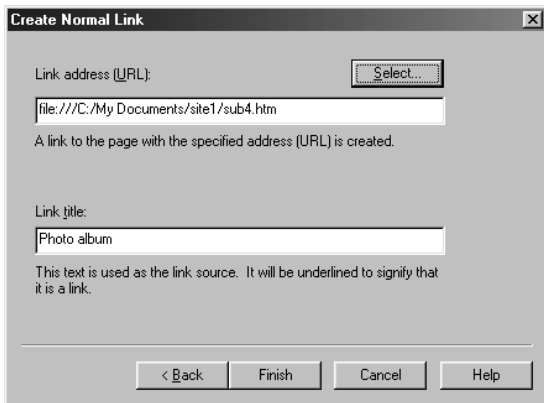 Create Normal Link
Link address (URL):
Select...
file:///C:/My Documents/site1/sub4.htm
A link to the page with the specified address (URL) is created.
Link title:
Photo album
This text is used as the link source. It will be underlined to signify that
it is a link.
< Back
Finish
Cancel
Help